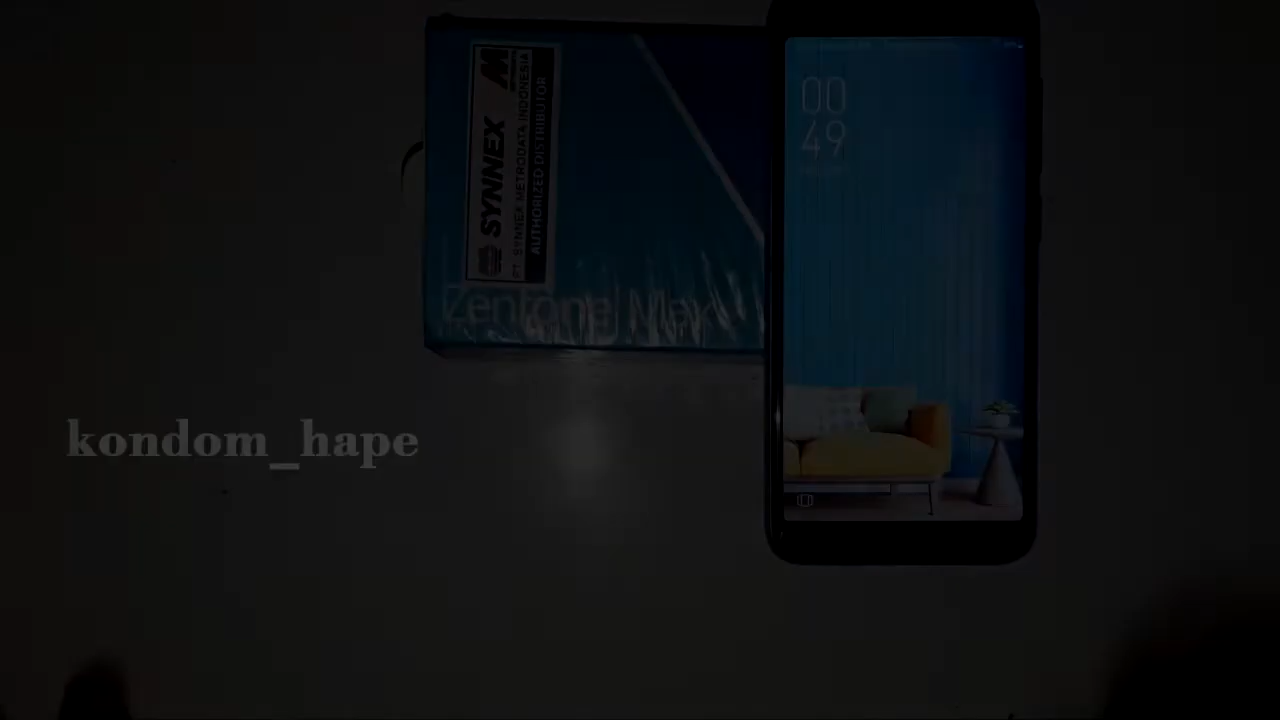 SYNNEX
PT. SYNNEX METRODATA INDONESIA
AUTHORIZED DISTRIBUTOR
Zenfone Max
00
49
kondom_hape